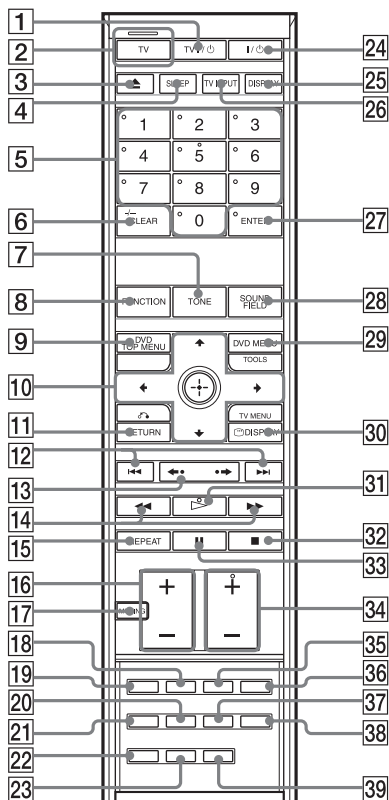 1
2 TV TV I/⏻ I/⏻ 24
3 SLEEP TV INPUT DISPLAY 25
4 26
1 2 3
5 4 5 6
7 8 9
6 -/-- CLEAR 0 ENTER 27
7
8 FUNCTION TONE SOUND FIELD 28
9 DVD TOP MENU DVD MENU 29
TOOLS
10
TV MENU
11 RETURN DISPLAY 30
12
13 31
14
15 REPEAT 32
33
16 + +
17 34
− −
18 35
19 36
20 37
21 38
22
23 39